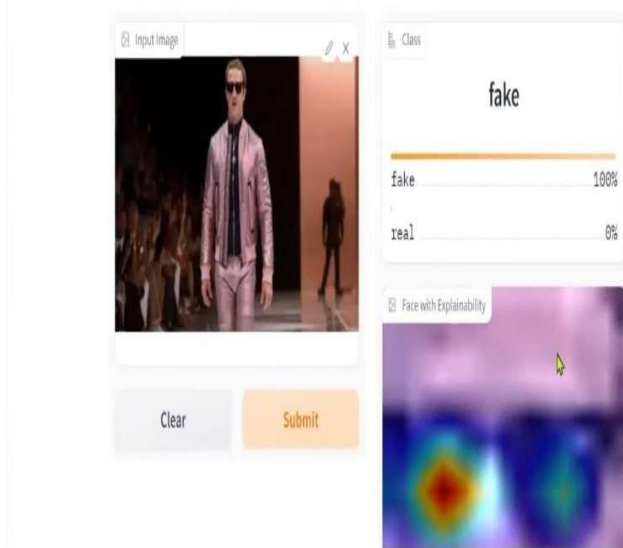 Input Image
Class
fake
fake 100%
real 0%
Face with Explainability
Clear
Submit